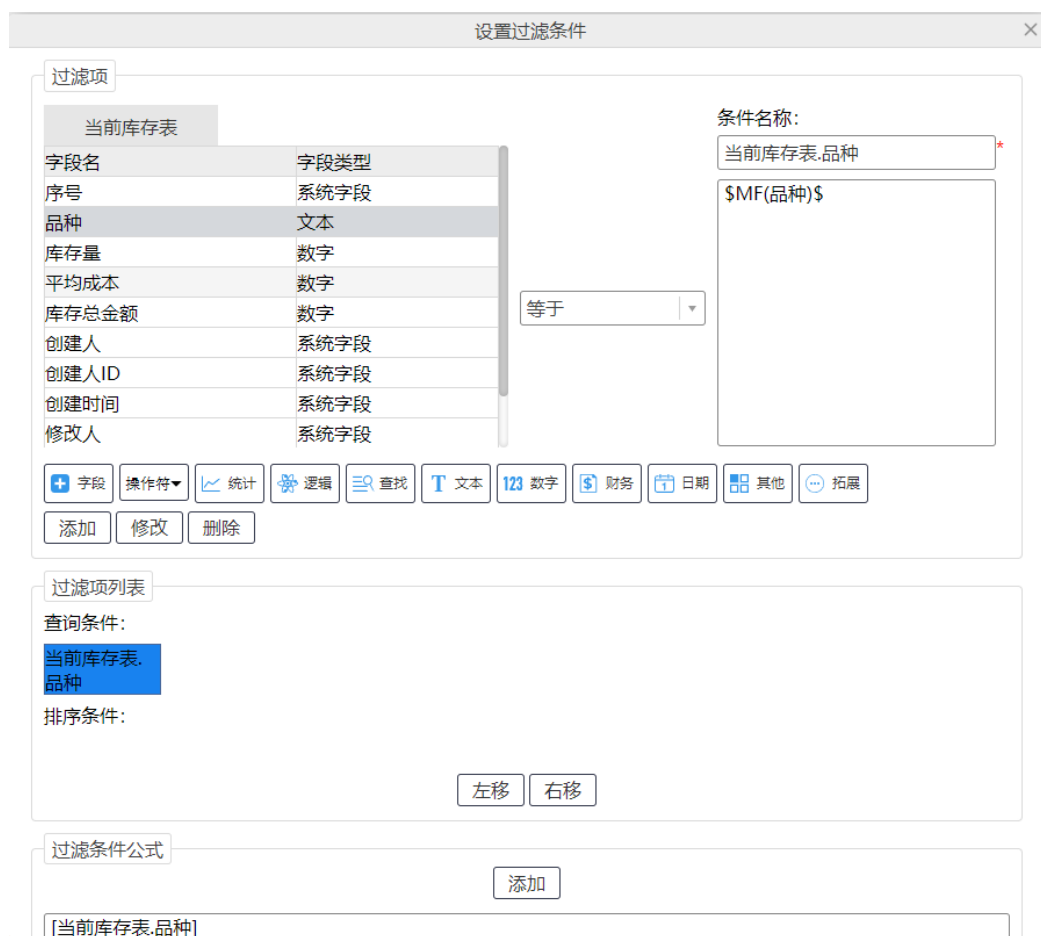 设置过滤条件
过滤项
当前库存表
字段名 字段类型
序号 系统字段
品种 文本
库存量 数字
平均成本 数字
库存总金额 数字
创建人 系统字段
创建人ID 系统字段
创建时间 系统字段
修改人 系统字段
等于
条件名称：
当前库存表.品种 *
$MF(品种)$
字段 操作符 统计 逻辑 查找 T 文本 123 数字 $ 财务 1 日期 其他 拓展
添加 修改 删除
过滤项列表
查询条件：
当前库存表.
品种
排序条件：
左移 右移
过滤条件公式
添加
[当前库存表.品种]